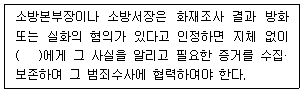 소방본부장이나 소방서장은 화재조사 결과 방화
또는 실화의 혐의가 있다고 인정하면 지체 없이
(   )에게 그 사실을 알리고 필요한 증거를 수집·
보존하여 그 범죄수사에 협력하여야 한다.